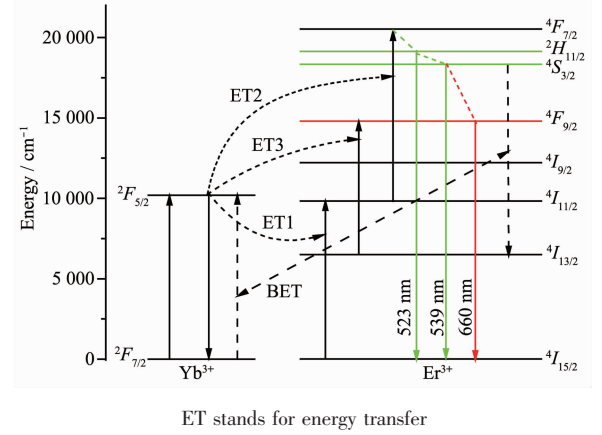 Energy / cm⁻¹
20 000
15 000
10 000
5 000
0
²F₅/₂
²F₇/₂
Yb³⁺
ET2
ET3
ET1
BET
523 nm
539 nm
660 nm
⁴F₇/₂
²H₁₁/₂
⁴S₃/₂
⁴F₉/₂
⁴I₉/₂
⁴I₁₁/₂
⁴I₁₃/₂
⁴I₁₅/₂
Er³⁺
ET stands for energy transfer